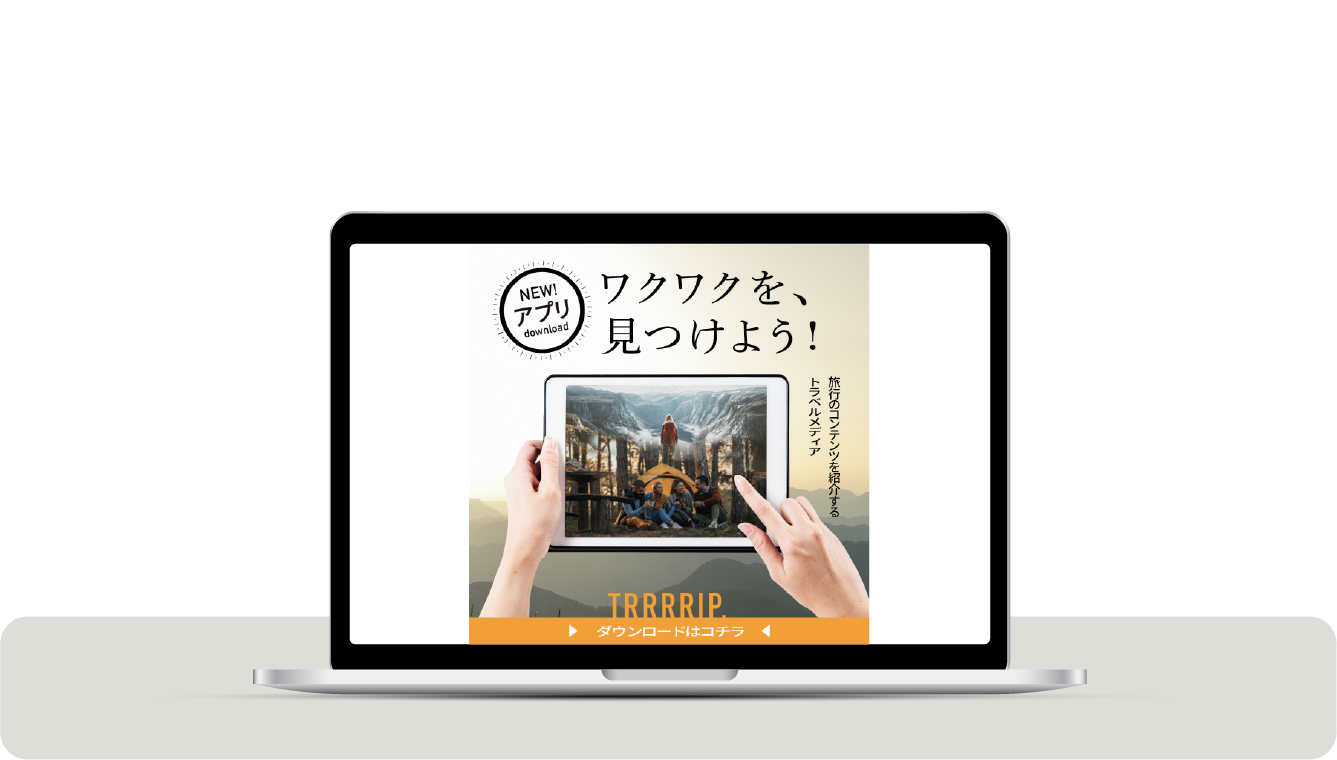 NEW!
アプリ
download
ワクワクを、
見つけよう!
旅行のコンテンツを紹介する
トラベルメディア
TRRRRIP.
ダウンロードはコチラ